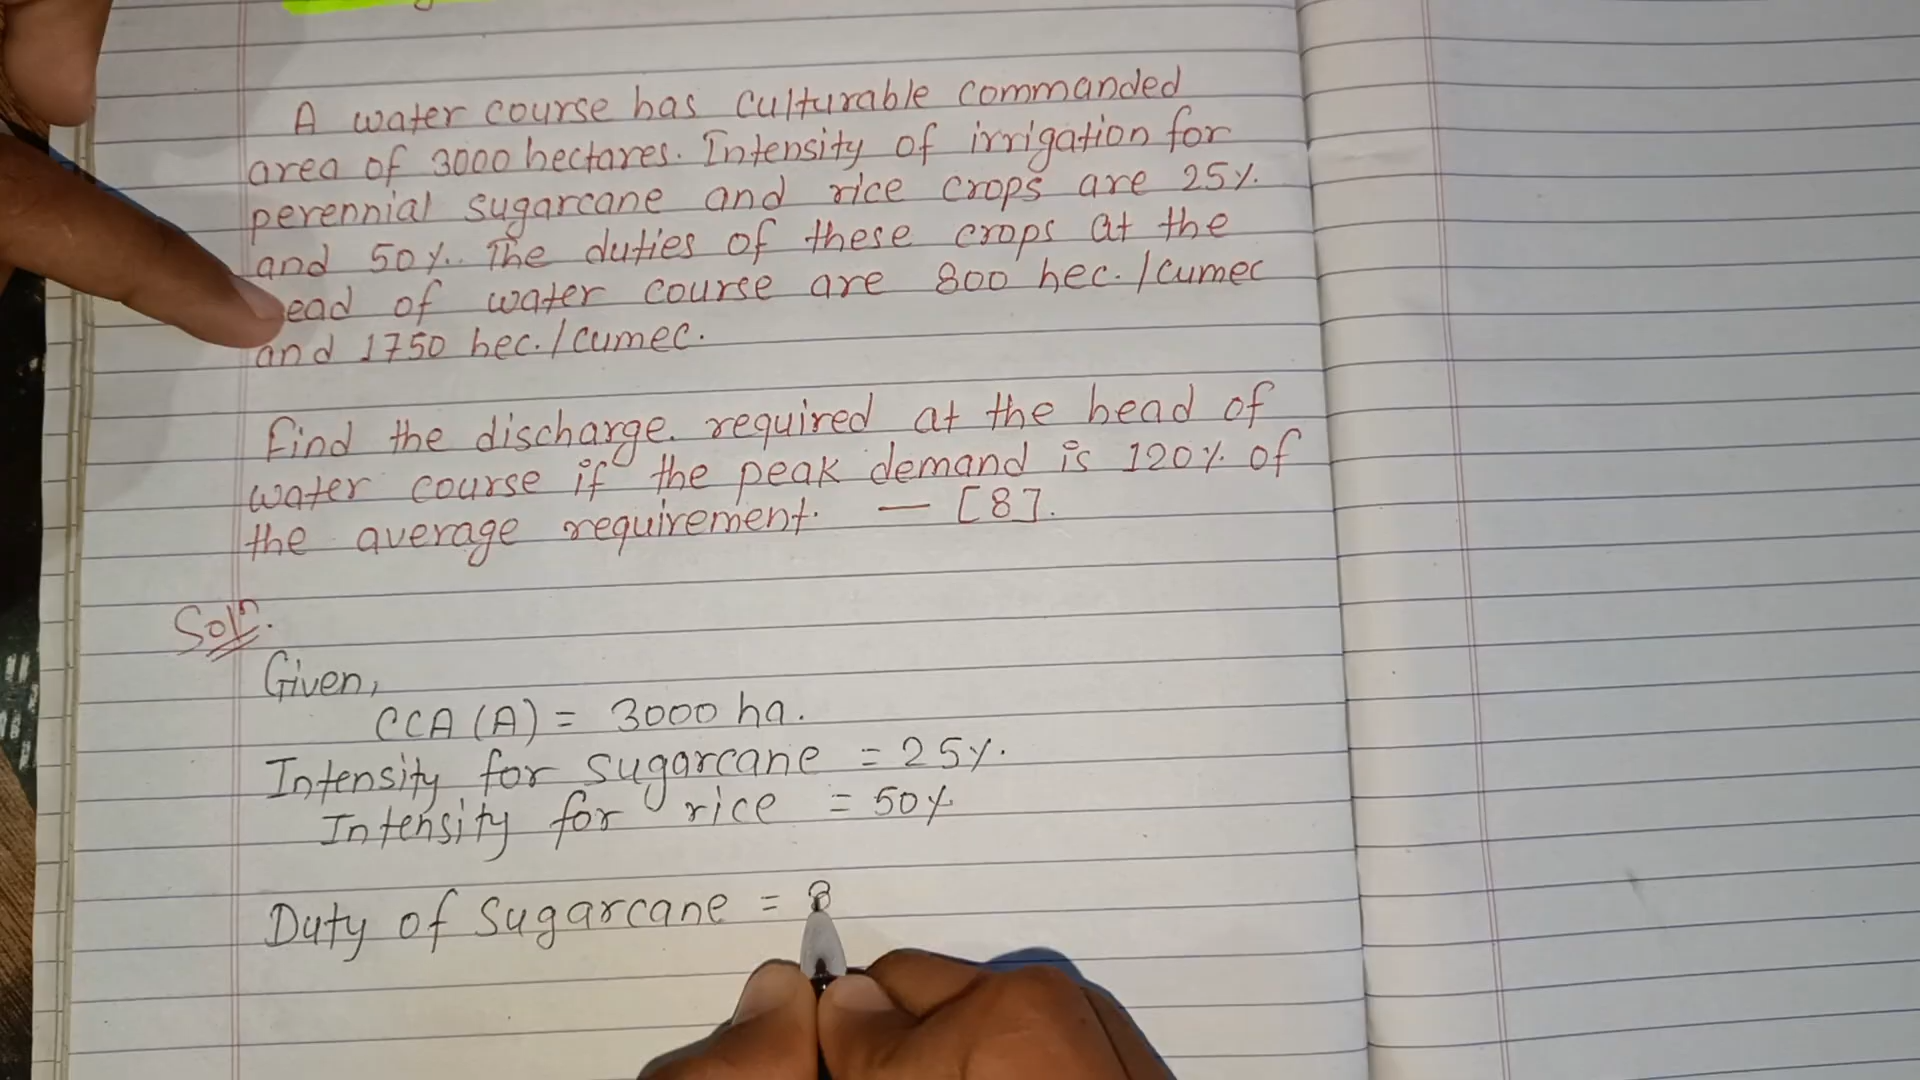 A water course has culturable commanded
area of 3000 hectares. Intensity of irrigation for
perennial sugarcane and rice crops are 25%
and 50%. The duties of these crops at the
ead of water course are 800 hec./cumec
and 1750 hec./cumec.
Find the discharge. required at the head of
water course if the peak demand is 120% of
the average requirement. — [8].
Soln.
Given,
CCA (A) = 3000 ha.
Intensity for sugarcane = 25%.
Intensity for rice = 50%
Duty of Sugarcane = 8